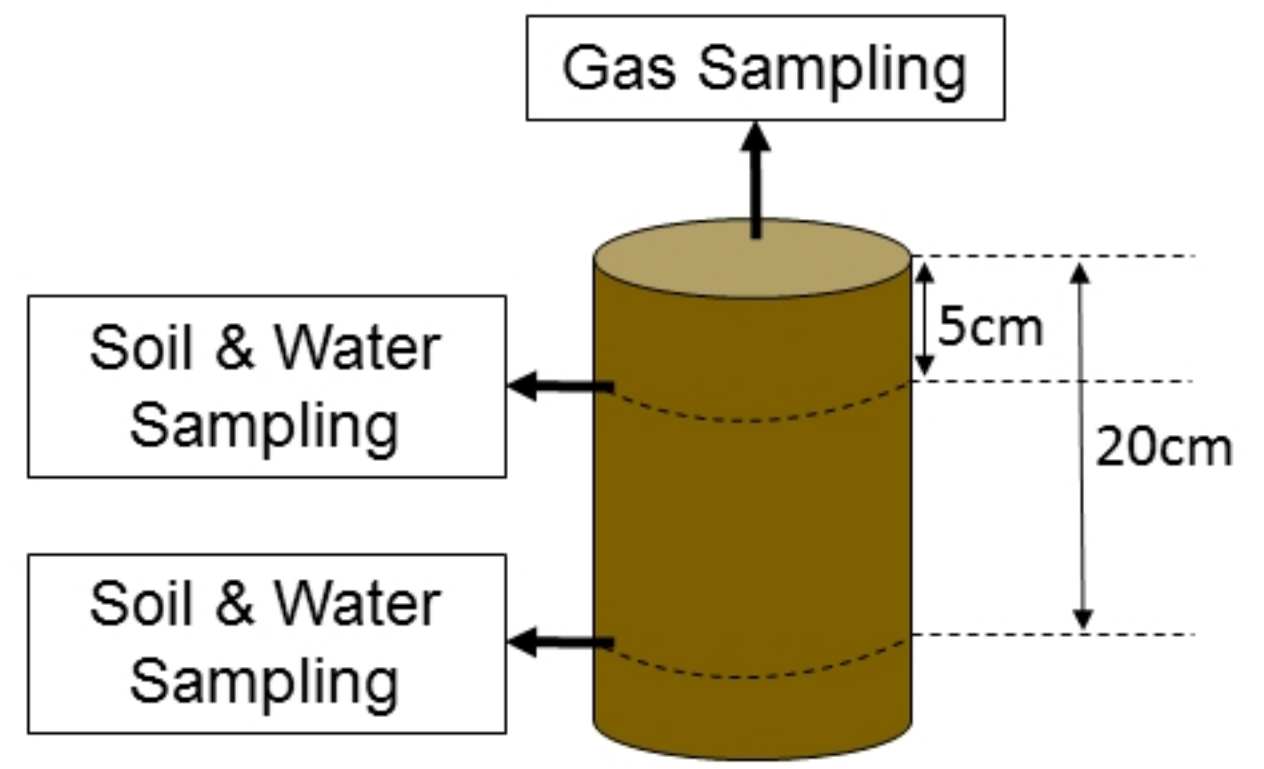 Gas Sampling
5cm
Soil & Water
Sampling
20cm
Soil & Water
Sampling